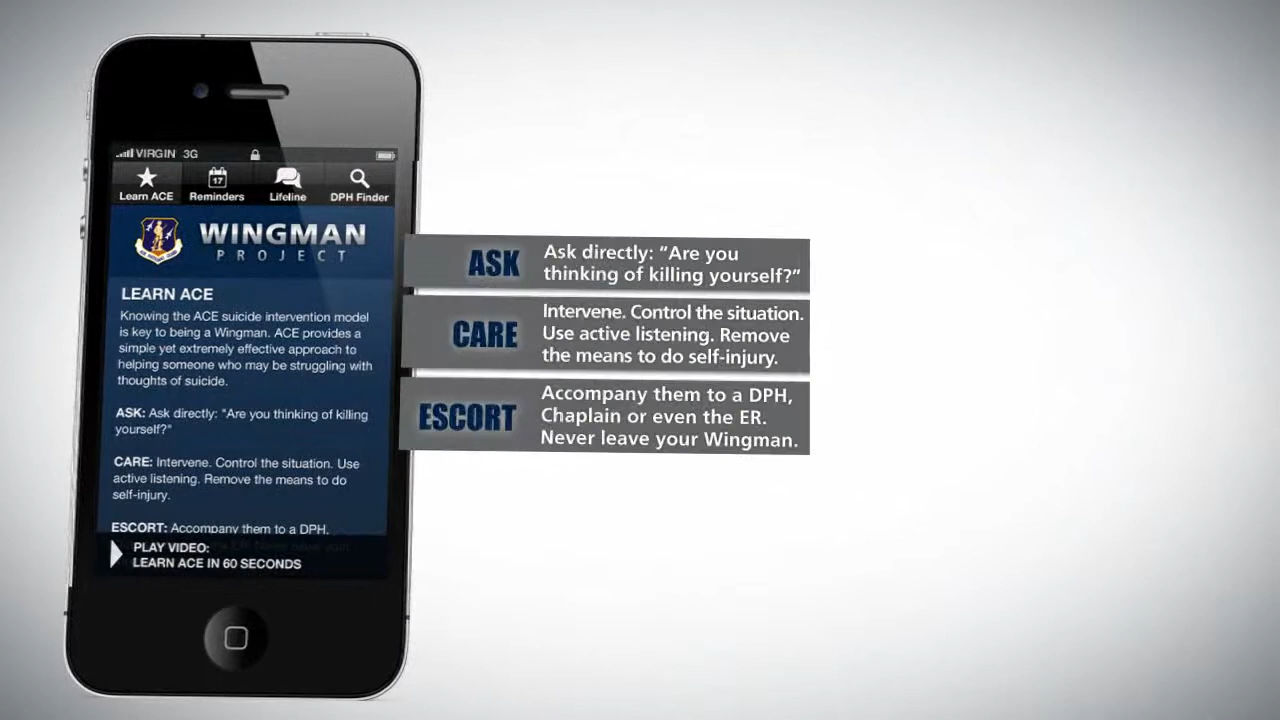 VIRGIN 3G
17
Learn ACE Reminders Lifeline DPH Finder
WINGMAN
PROJECT
LEARN ACE
Knowing the ACE suicide intervention model
is key to being a Wingman. ACE provides a
simple yet extremely effective approach to
helping someone who may be struggling with
thoughts of suicide.
ASK: Ask directly: "Are you thinking of killing
yourself?"
CARE: Intervene. Control the situation. Use
active listening. Remove the means to do
self-injury.
ESCORT: Accompany them to a DPH,
PLAY VIDEO:
LEARN ACE IN 60 SECONDS
ASK
Ask directly: “Are you
thinking of killing yourself?”
CARE
Intervene. Control the situation.
Use active listening. Remove
the means to do self-injury.
ESCORT
Accompany them to a DPH,
Chaplain or even the ER.
Never leave your Wingman.